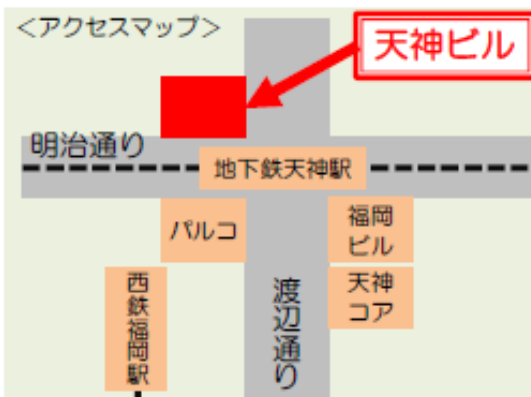 ＜アクセスマップ＞
天神ビル
明治通り
地下鉄天神駅
パルコ
福岡
ビル
天神
コア
西鉄福岡駅
渡辺通り